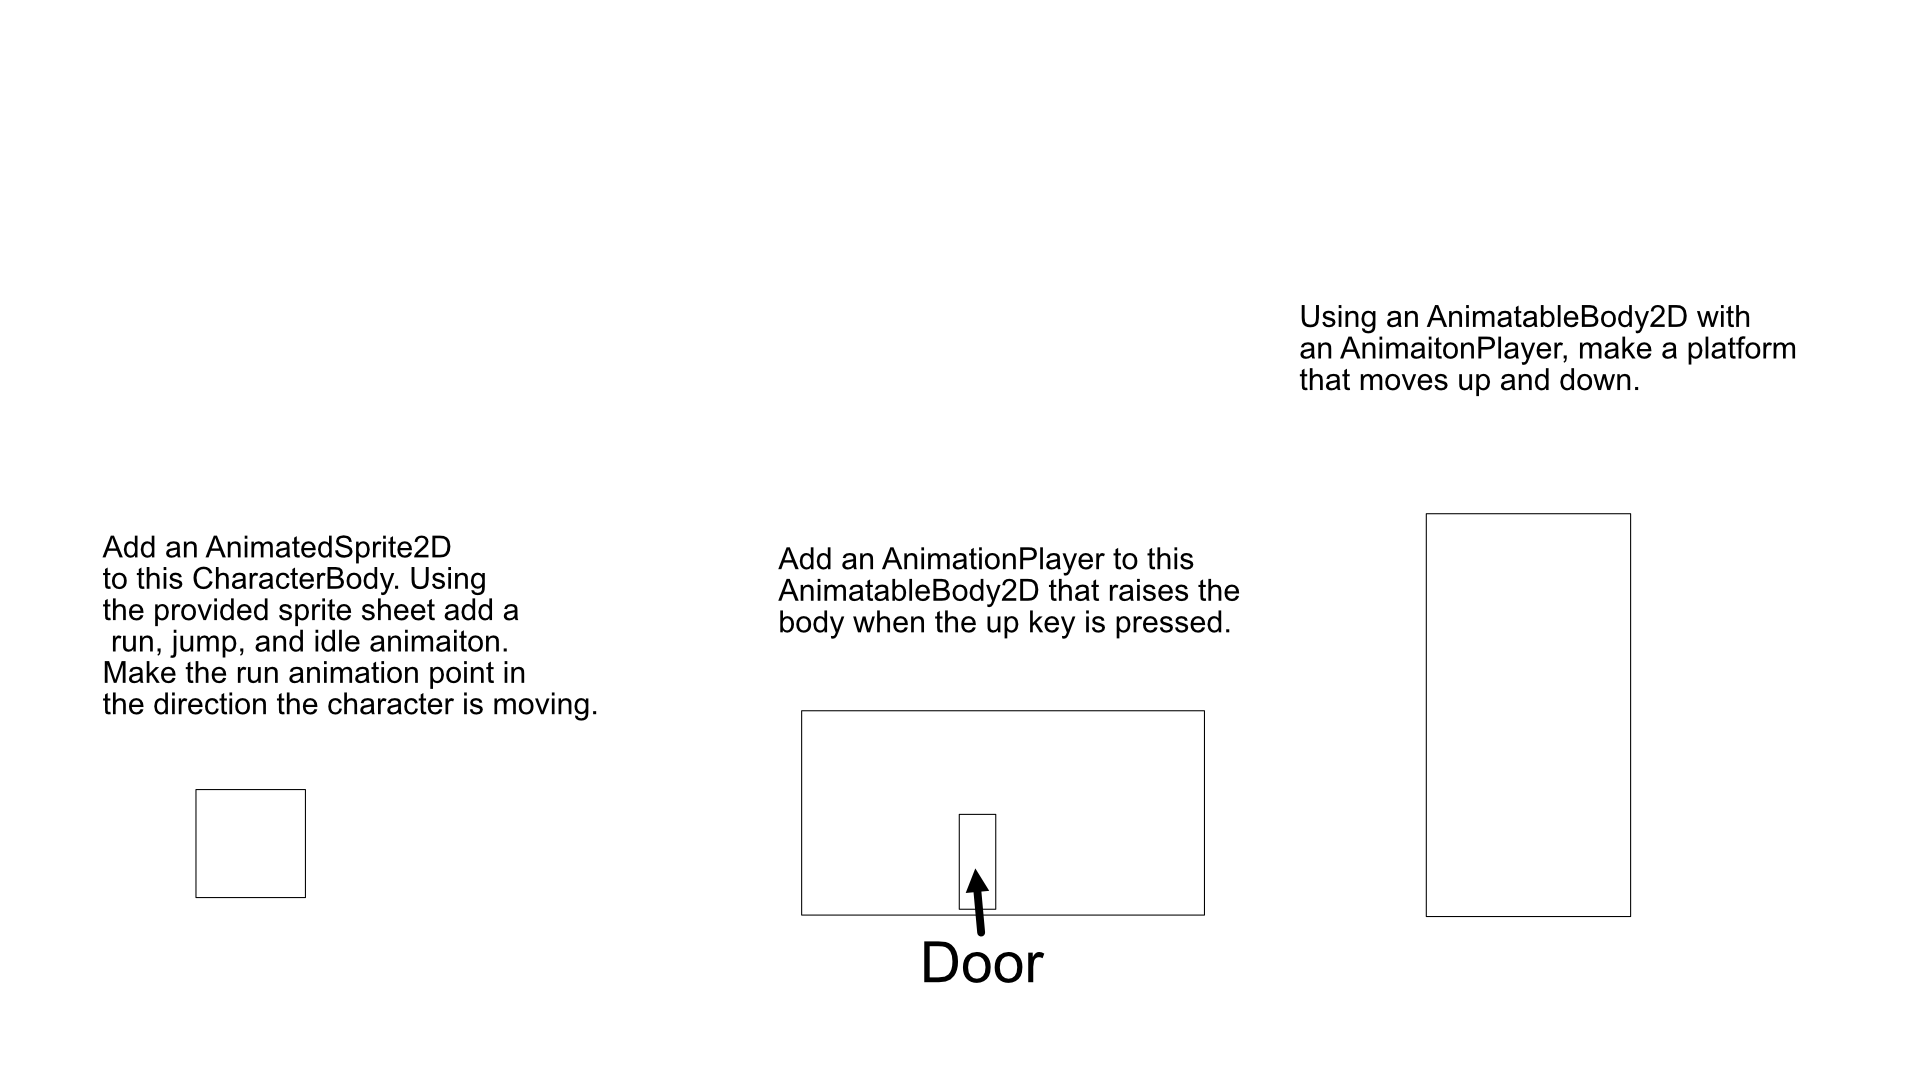 Add an AnimatedSprite2D
to this CharacterBody. Using
the provided sprite sheet add a
run, jump, and idle animaiton.
Make the run animation point in
the direction the character is moving.
Add an AnimationPlayer to this
AnimatableBody2D that raises the
body when the up key is pressed.
Door
Using an AnimatableBody2D with
an AnimaitonPlayer, make a platform
that moves up and down.